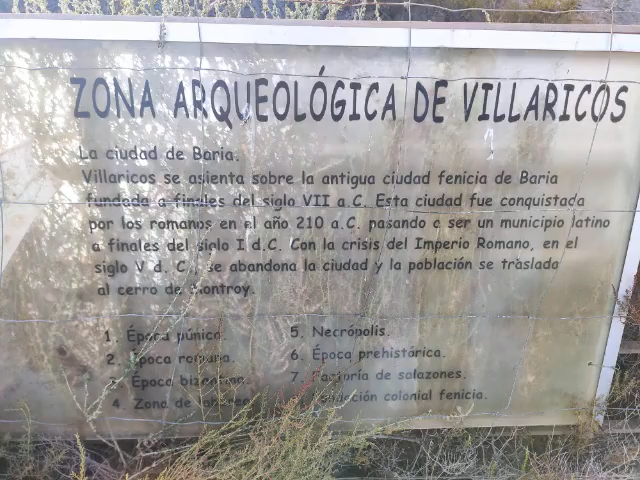 ZONA ARQUEOLÓGICA DE VILLARICOS
La ciudad de Baria.
Villaricos se asienta sobre la antigua ciudad fenicia de Baria
fundada a finales del siglo VII a.C. Esta ciudad fue conquistada
por los romanos en el año 210 a.C. pasando a ser un municipio latino
a finales del siglo I d.C. Con la crisis del Imperio Romano, en el
siglo V d. C., se abandona la ciudad y la población se traslada
al cerro de Montroy.
1. Época púnica.
2. Época romana.
3. Época bizantina.
4. Zona de
5. Necrópolis.
6. Época prehistárica.
7. Factoría de salazones.
colonial fenicia.